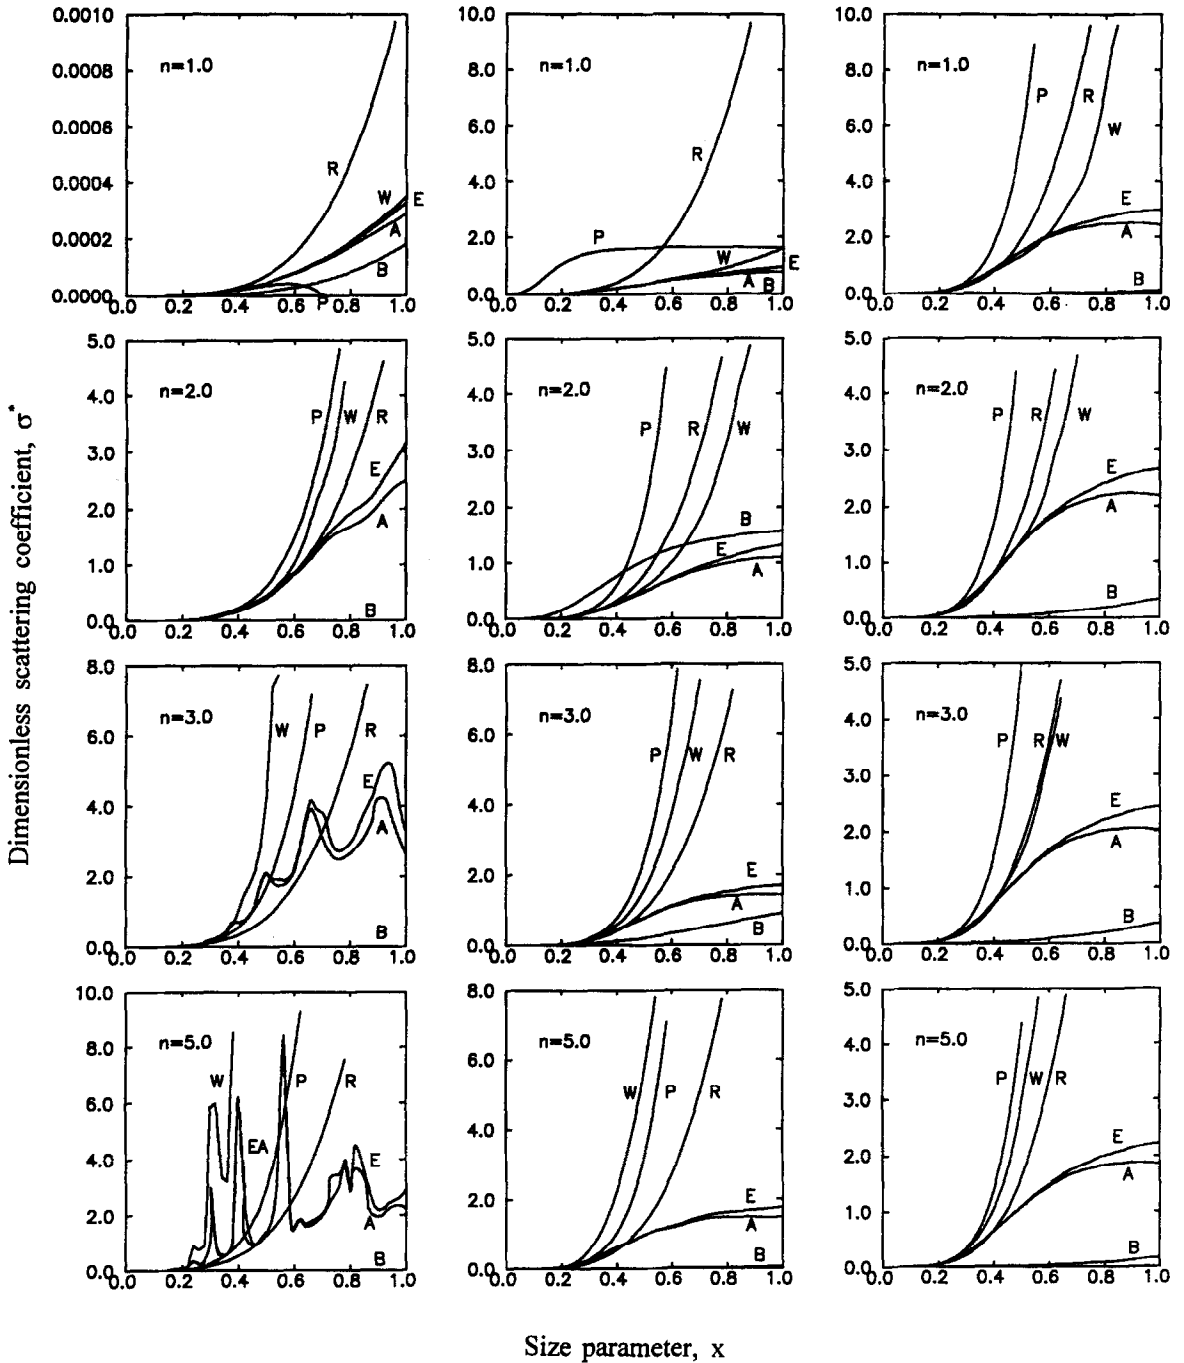 Dimensionless scattering coefficient, σ*
0.0010
0.0008
0.0006
0.0004
0.0002
0.0000
n=1.0
R
W
E
A
B
P
0.0 0.2 0.4 0.6 0.8 1.0
10.0
8.0
6.0
4.0
2.0
0.0
n=1.0
R
P
W
E
A
B
0.0 0.2 0.4 0.6 0.8 1.0
10.0
8.0
6.0
4.0
2.0
0.0
n=1.0
P
R
W
E
A
B
0.0 0.2 0.4 0.6 0.8 1.0
5.0
4.0
3.0
2.0
1.0
0.0
n=2.0
P
W
R
E
A
B
0.0 0.2 0.4 0.6 0.8 1.0
5.0
4.0
3.0
2.0
1.0
0.0
n=2.0
P
R
W
B
E
A
0.0 0.2 0.4 0.6 0.8 1.0
5.0
4.0
3.0
2.0
1.0
0.0
n=2.0
P
R
W
E
A
B
0.0 0.2 0.4 0.6 0.8 1.0
8.0
6.0
4.0
2.0
0.0
n=3.0
W
P
R
E
A
B
0.0 0.2 0.4 0.6 0.8 1.0
8.0
6.0
4.0
2.0
0.0
n=3.0
P
W
R
E
A
B
0.0 0.2 0.4 0.6 0.8 1.0
5.0
4.0
3.0
2.0
1.0
0.0
n=3.0
P
R
W
E
A
B
0.0 0.2 0.4 0.6 0.8 1.0
10.0
8.0
6.0
4.0
2.0
0.0
n=5.0
W
P
R
EA
E
A
B
0.0 0.2 0.4 0.6 0.8 1.0
8.0
6.0
4.0
2.0
0.0
n=5.0
W
P
R
E
A
B
0.0 0.2 0.4 0.6 0.8 1.0
5.0
4.0
3.0
2.0
1.0
0.0
n=5.0
P
W
R
E
A
B
0.0 0.2 0.4 0.6 0.8 1.0
Size parameter, x